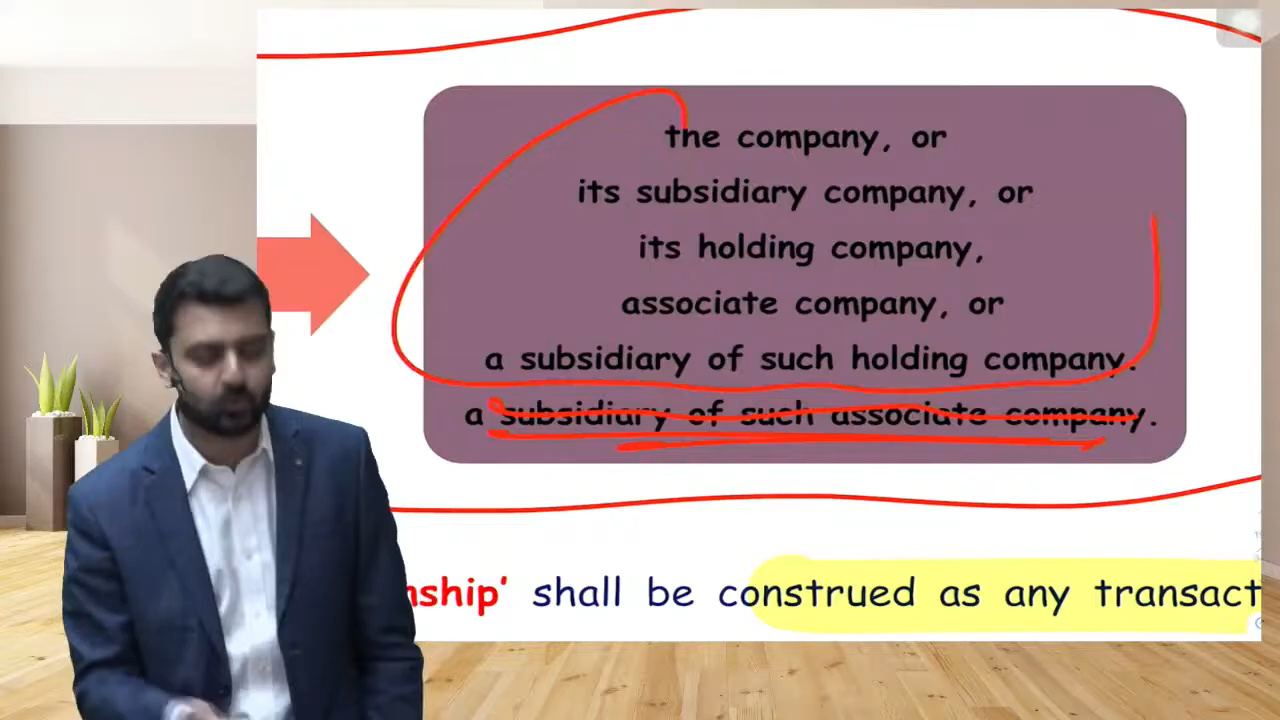 the company, or
its subsidiary company, or
its holding company,
associate company, or
a subsidiary of such holding company.
a subsidiary of such associate company.
nship' shall be construed as any transact